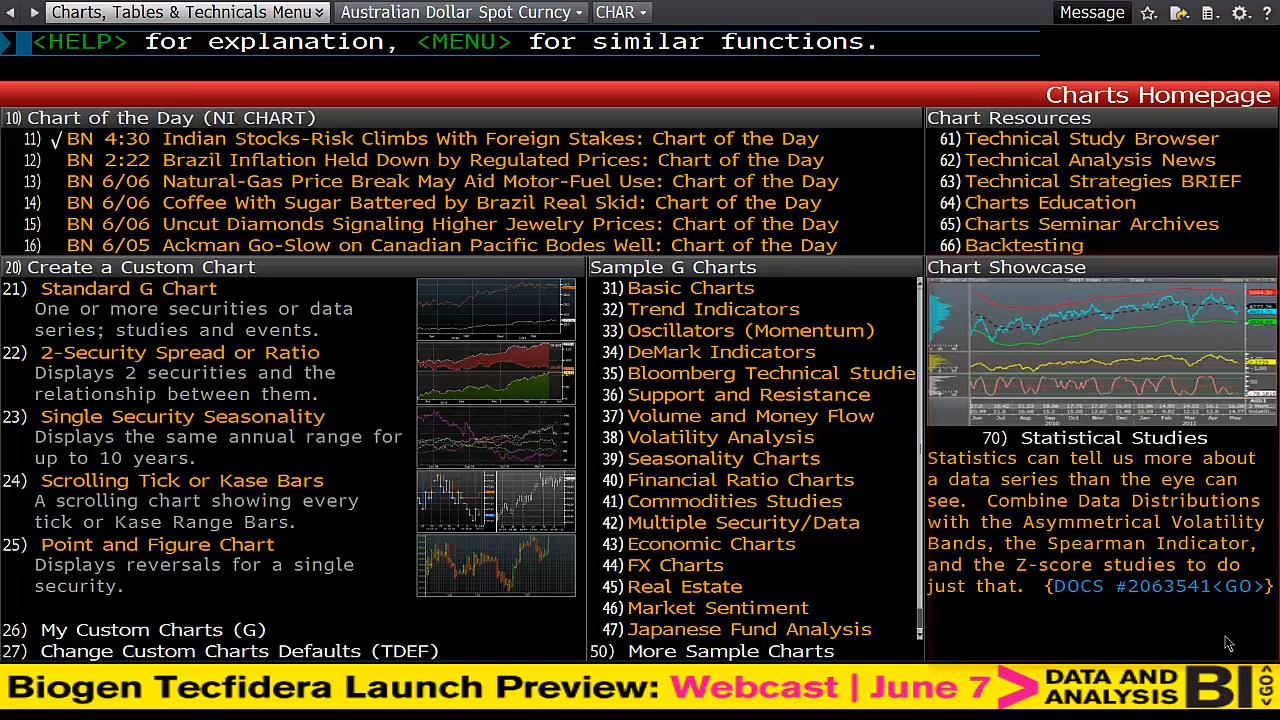 Charts, Tables & Technicals Menu Australian Dollar Spot Curncy CHAR Message ?
<HELP> for explanation, <MENU> for similar functions.
Charts Homepage
10) Chart of the Day (NI CHART)
11) √ BN 4:30 Indian Stocks-Risk Climbs With Foreign Stakes: Chart of the Day
12) BN 2:22 Brazil Inflation Held Down by Regulated Prices: Chart of the Day
13) BN 6/06 Natural-Gas Price Break May Aid Motor-Fuel Use: Chart of the Day
14) BN 6/06 Coffee With Sugar Battered by Brazil Real Skid: Chart of the Day
15) BN 6/06 Uncut Diamonds Signaling Higher Jewelry Prices: Chart of the Day
16) BN 6/05 Ackman Go-Slow on Canadian Pacific Bodes Well: Chart of the Day
Chart Resources
61) Technical Study Browser
62) Technical Analysis News
63) Technical Strategies BRIEF
64) Charts Education
65) Charts Seminar Archives
66) Backtesting
20) Create a Custom Chart
21) Standard G Chart
One or more securities or data
series; studies and events.
22) 2-Security Spread or Ratio
Displays 2 securities and the
relationship between them.
23) Single Security Seasonality
Displays the same annual range for
up to 10 years.
24) Scrolling Tick or Kase Bars
A scrolling chart showing every
tick or Kase Range Bars.
25) Point and Figure Chart
Displays reversals for a single
security.
26) My Custom Charts (G)
27) Change Custom Charts Defaults (TDEF)
Sample G Charts
31) Basic Charts
32) Trend Indicators
33) Oscillators (Momentum)
34) DeMark Indicators
35) Bloomberg Technical Studie
36) Support and Resistance
37) Volume and Money Flow
38) Volatility Analysis
39) Seasonality Charts
40) Financial Ratio Charts
41) Commodities Studies
42) Multiple Security/Data
43) Economic Charts
44) FX Charts
45) Real Estate
46) Market Sentiment
47) Japanese Fund Analysis
50) More Sample Charts
Chart Showcase
70) Statistical Studies
Statistics can tell us more about
a data series than the eye can
see. Combine Data Distributions
with the Asymmetrical Volatility
Bands, the Spearman Indicator,
and the Z-score studies to do
just that. {DOCS #2063541<GO>}
Biogen Tecfidera Launch Preview: Webcast | June 7 DATA AND
ANALYSIS BI <GO>